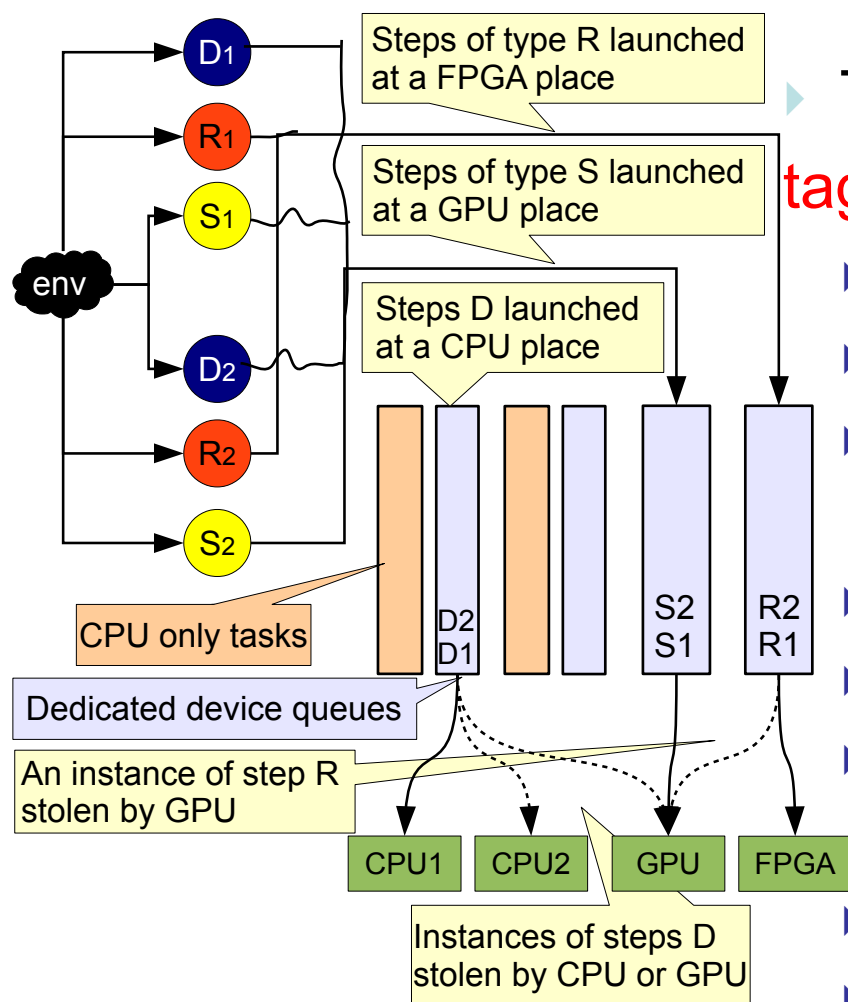 D1
R1
S1
env
D2
R2
S2
Steps of type R launched
at a FPGA place
Steps of type S launched
at a GPU place
Steps D launched
at a CPU place
CPU only tasks
D2
D1
S2
S1
R2
R1
Dedicated device queues
An instance of step R
stolen by GPU
CPU1
CPU2
GPU
FPGA
Instances of steps D
stolen by CPU or GPU
tag